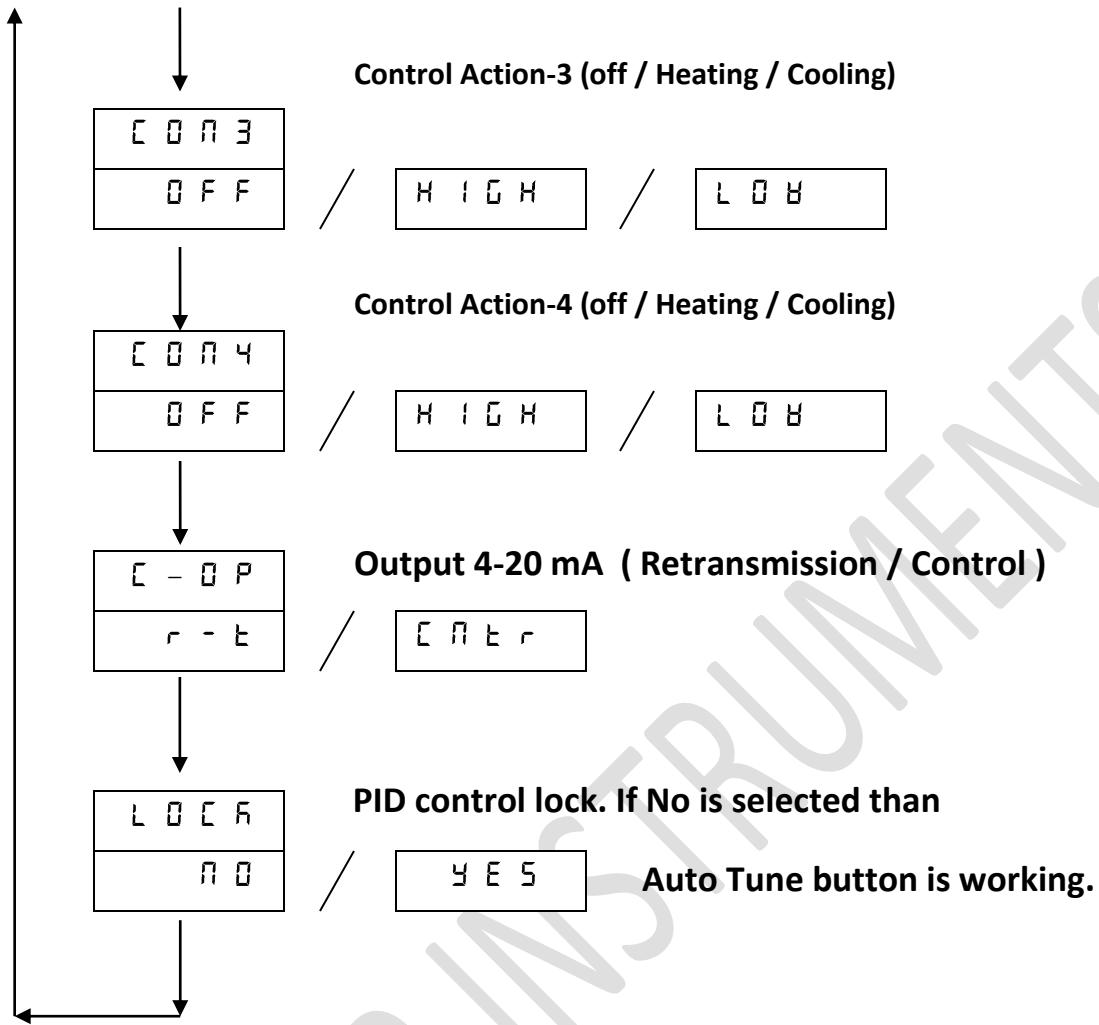 Control Action-3 (off / Heating / Cooling)
CON3
OFF / HIGH / LOW
Control Action-4 (off / Heating / Cooling)
CON4
OFF / HIGH / LOW
C-OP Output 4-20 mA ( Retransmission / Control )
r-t / CNtr
LOCK PID control lock. If No is selected than
NO / YES Auto Tune button is working.
INSTRUMENTS